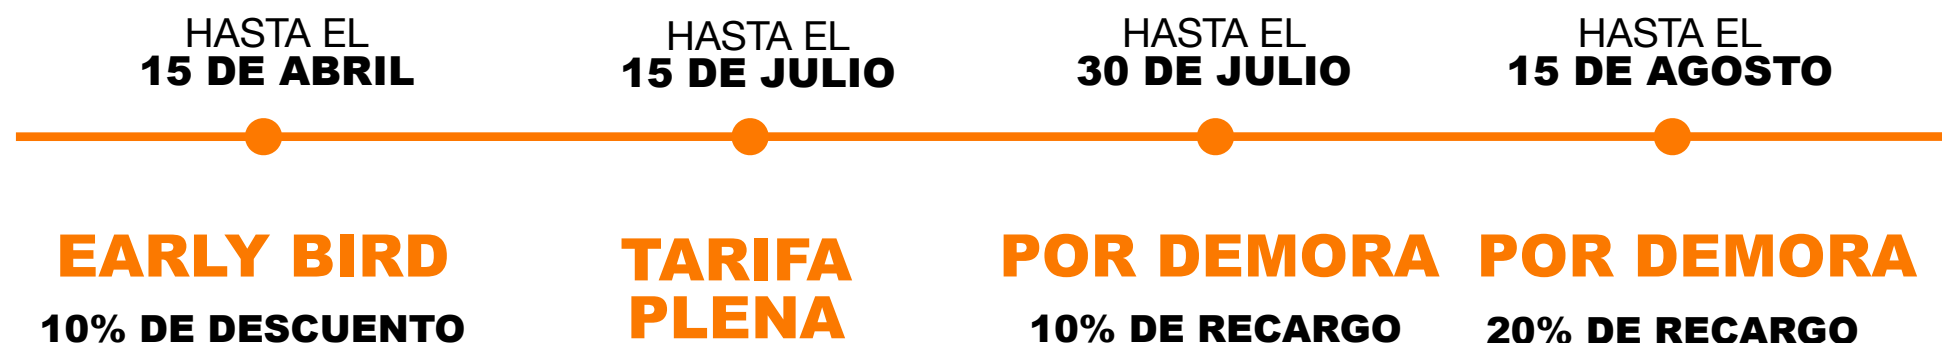 HASTA EL
15 DE ABRIL
HASTA EL
15 DE JULIO
HASTA EL
30 DE JULIO
HASTA EL
15 DE AGOSTO
EARLY BIRD
10% DE DESCUENTO
TARIFA
PLENA
POR DEMORA
10% DE RECARGO
POR DEMORA
20% DE RECARGO